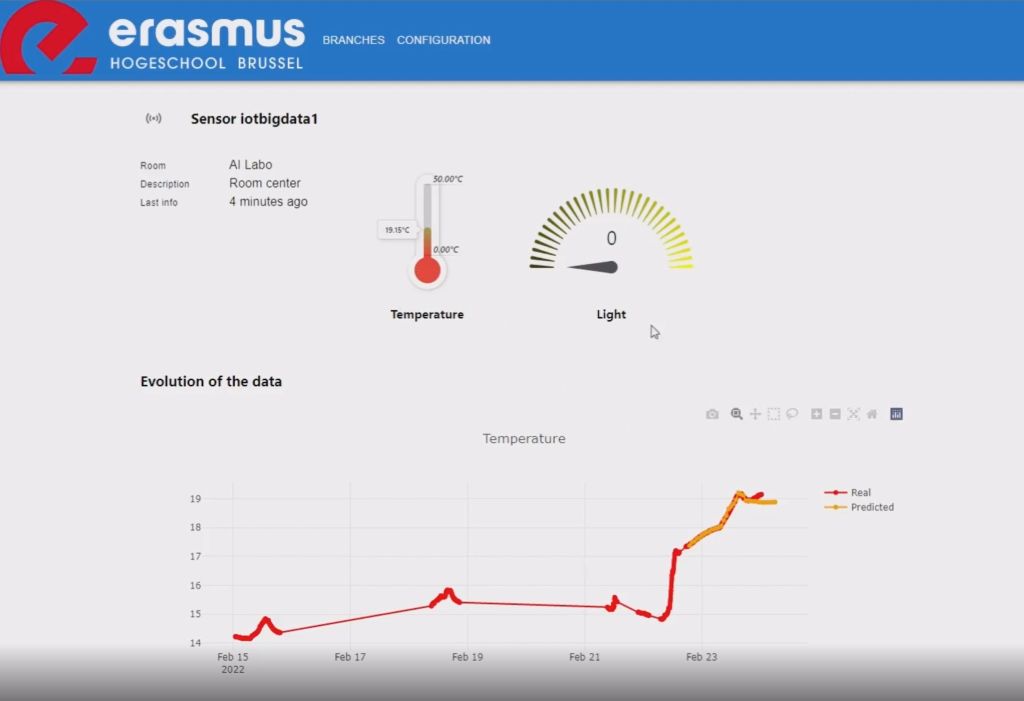 erasmus
HOGESCHOOL BRUSSEL
BRANCHES CONFIGURATION
Sensor iotbigdata1
Room AI Labo
Description Room center
Last info 4 minutes ago
50.00°C
19.15°C
0.00°C
Temperature
0
Light
Evolution of the data
Temperature
19
18
17
16
15
14
Feb 15
2022
Feb 17
Feb 19
Feb 21
Feb 23
Real
Predicted